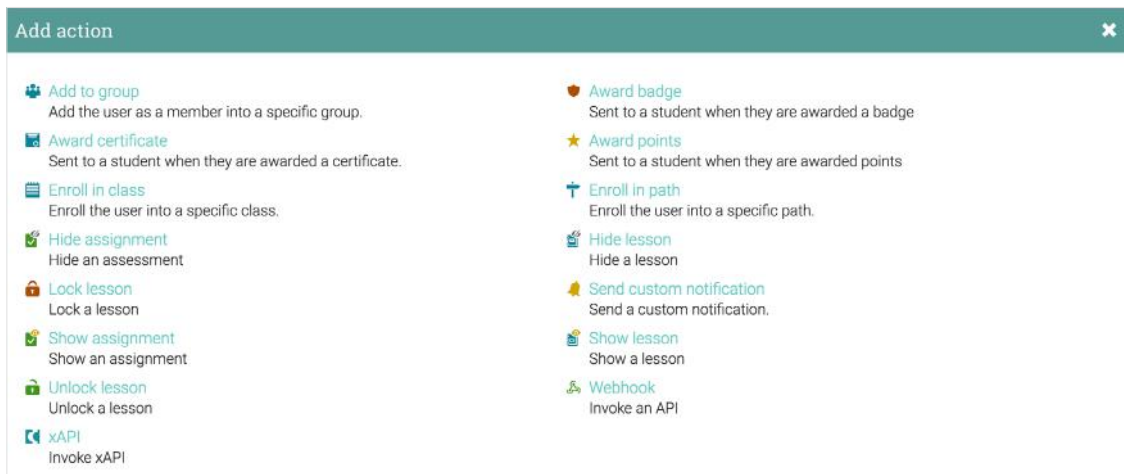 Add action
Add to group
Add the user as a member into a specific group.
Award certificate
Sent to a student when they are awarded a certificate.
Enroll in class
Enroll the user into a specific class.
Hide assignment
Hide an assessment
Lock lesson
Lock a lesson
Show assignment
Show an assignment
Unlock lesson
Unlock a lesson
xAPI
Invoke xAPI
Award badge
Sent to a student when they are awarded a badge
Award points
Sent to a student when they are awarded points
Enroll in path
Enroll the user into a specific path.
Hide lesson
Hide a lesson
Send custom notification
Send a custom notification.
Show lesson
Show a lesson
Webhook
Invoke an API